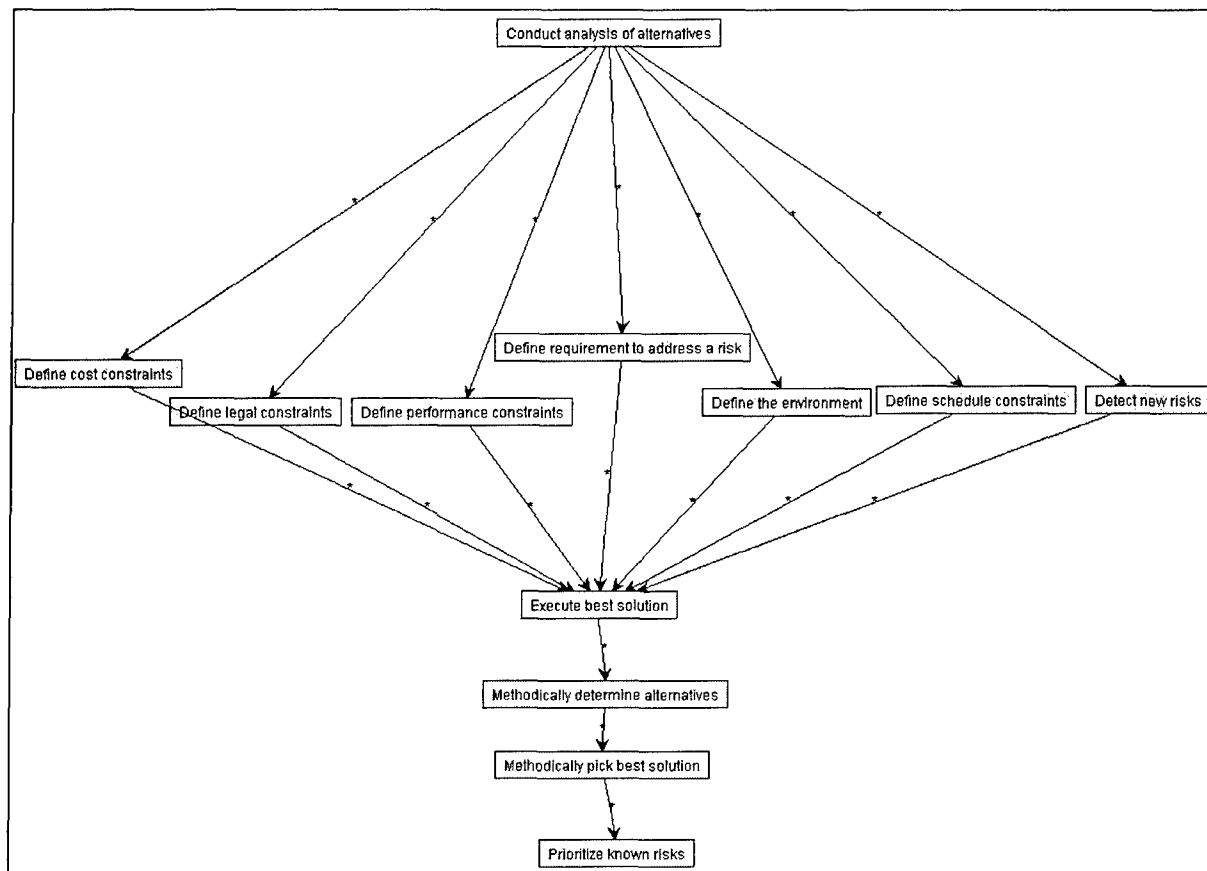 Conduct analysis of alternatives
*
*
*
*
*
*
*
Define requirement to address a risk
Define cost constraints
Define legal constraints
Define performance constraints
Define the environment
Define schedule constraints
Detect new risks
*
*
*
*
*
*
*
Execute best solution
*
Methodically determine alternatives
*
Methodically pick best solution
*
Prioritize known risks